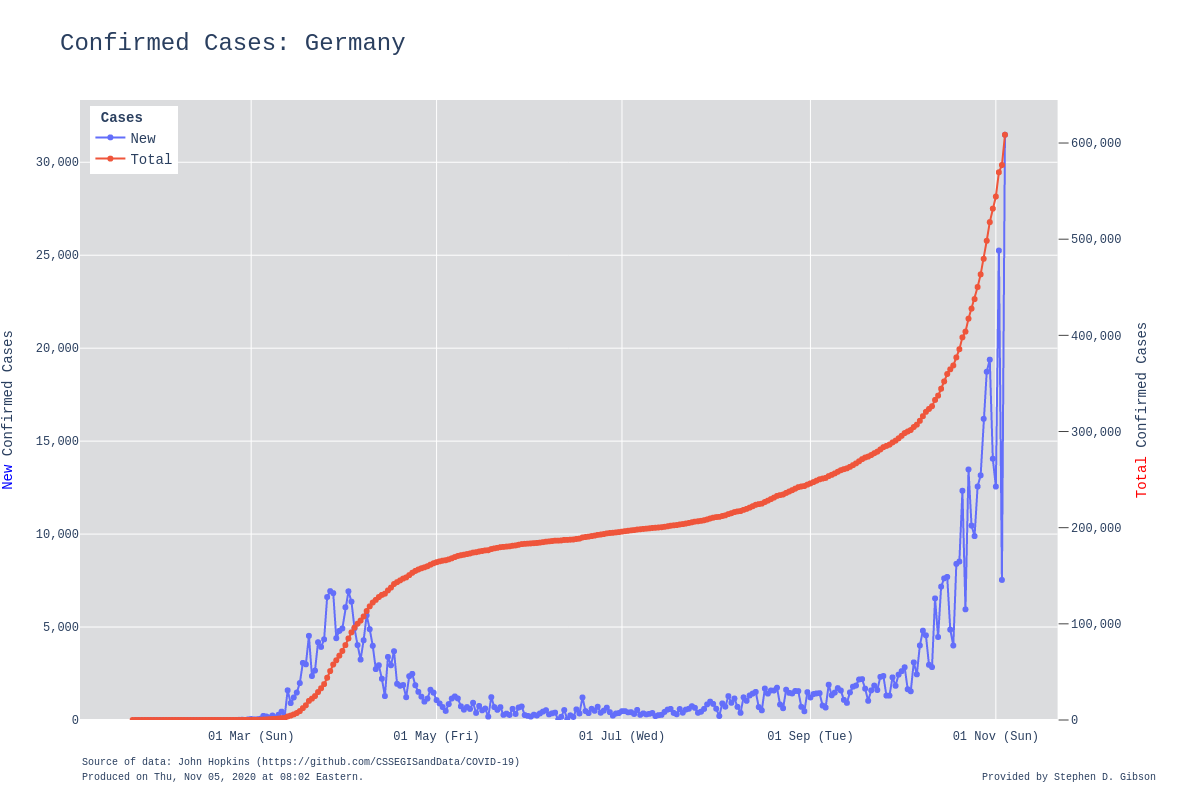 Confirmed Cases: Germany
Cases
New
Total
30,000
25,000
20,000
15,000
10,000
5,000
0
600,000
500,000
400,000
300,000
200,000
100,000
0
New Confirmed Cases
Total Confirmed Cases
01 Mar (Sun)
01 May (Fri)
01 Jul (Wed)
01 Sep (Tue)
01 Nov (Sun)
Source of data: John Hopkins (https://github.com/CSSEGISandData/COVID-19)
Produced on Thu, Nov 05, 2020 at 08:02 Eastern.
Provided by Stephen D. Gibson